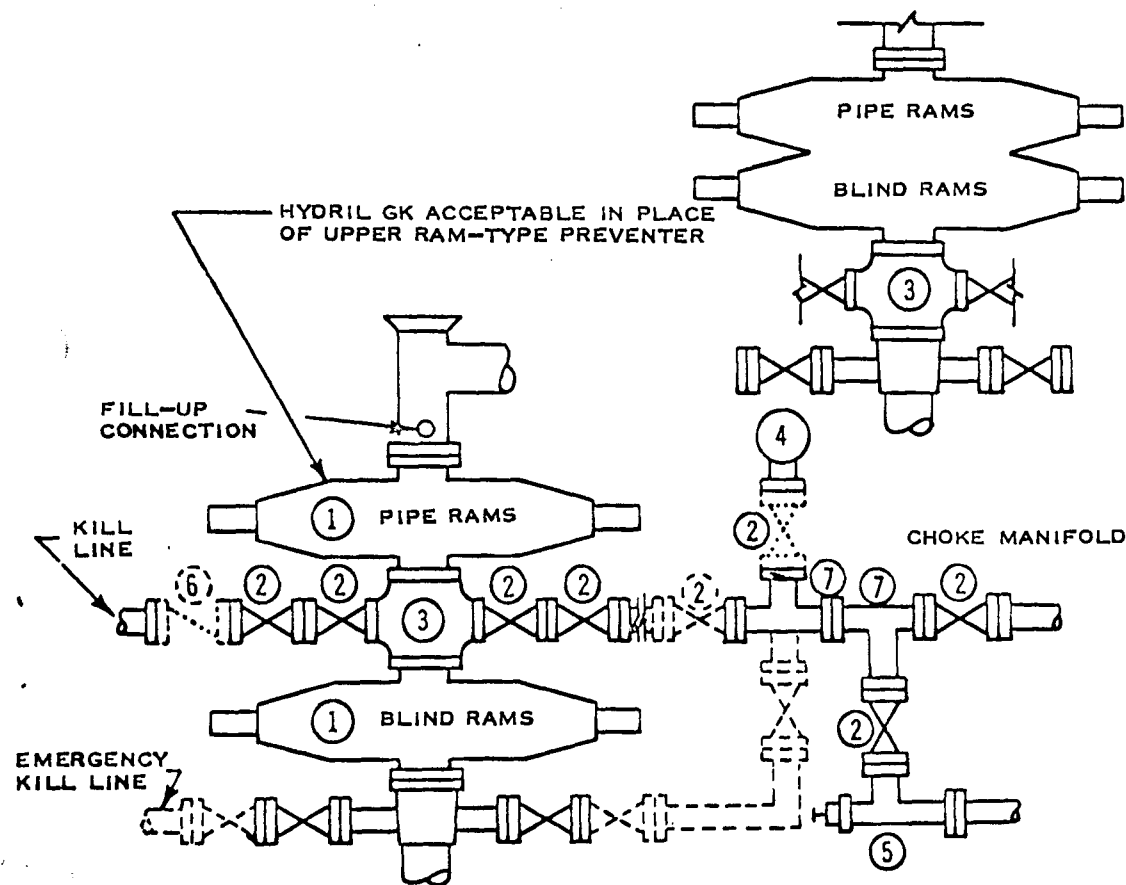 PIPE RAMS
BLIND RAMS
HYDRIL GK ACCEPTABLE IN PLACE
OF UPPER RAM-TYPE PREVENTER
3
FILL-UP
CONNECTION
4
1 PIPE RAMS
KILL
LINE
2
CHOKE MANIFOLD
6 2 2 2 2 2 7 7 2
3
1 BLIND RAMS
2
EMERGENCY
KILL LINE
5